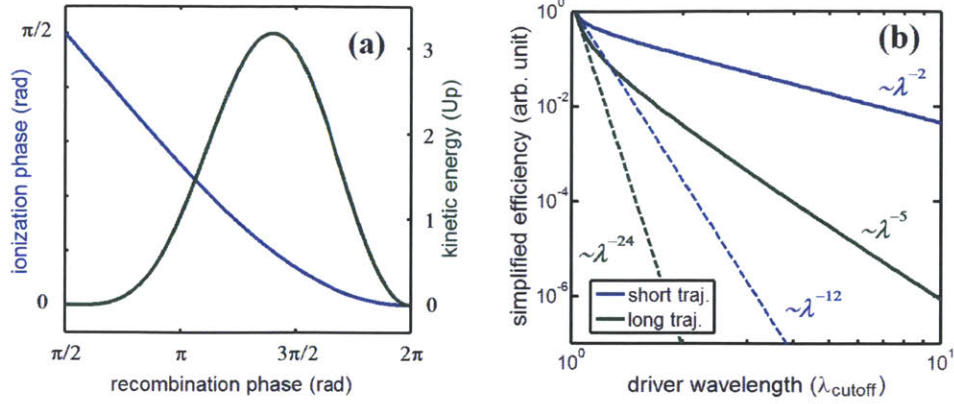 (a)
π/2
0
ionization phase (rad)
3
2
1
0
kinetic energy (Up)
π/2 π 3π/2 2π
recombination phase (rad)
(b)
10^0
10^-2
10^-4
10^-6
simplified efficiency (arb. unit)
~λ^-2
~λ^-5
~λ^-24
~λ^-12
short traj.
long traj.
10^0 10^1
driver wavelength (λcutoff)